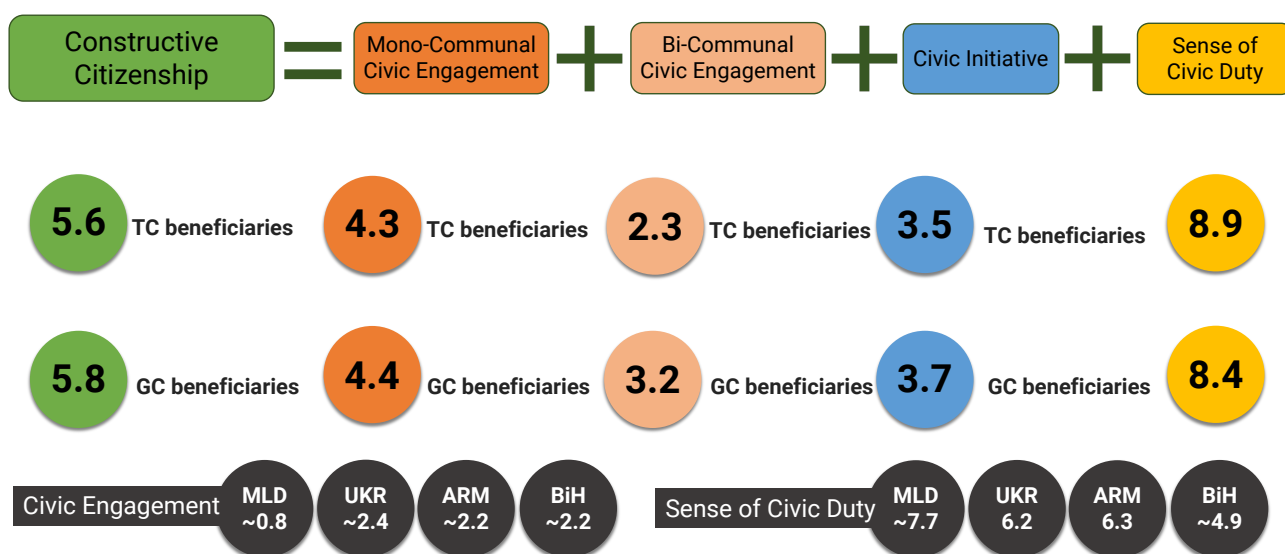 Constructive
Citizenship
=
Mono-Communal
Civic Engagement
+
Bi-Communal
Civic Engagement
+
Civic Initiative
+
Sense of
Civic Duty
5.6 TC beneficiaries 4.3 TC beneficiaries 2.3 TC beneficiaries 3.5 TC beneficiaries 8.9
5.8 GC beneficiaries 4.4 GC beneficiaries 3.2 GC beneficiaries 3.7 GC beneficiaries 8.4
Civic Engagement
MLD
~0.8
UKR
~2.4
ARM
~2.2
BiH
~2.2
Sense of Civic Duty
MLD
~7.7
UKR
6.2
ARM
6.3
BiH
~4.9